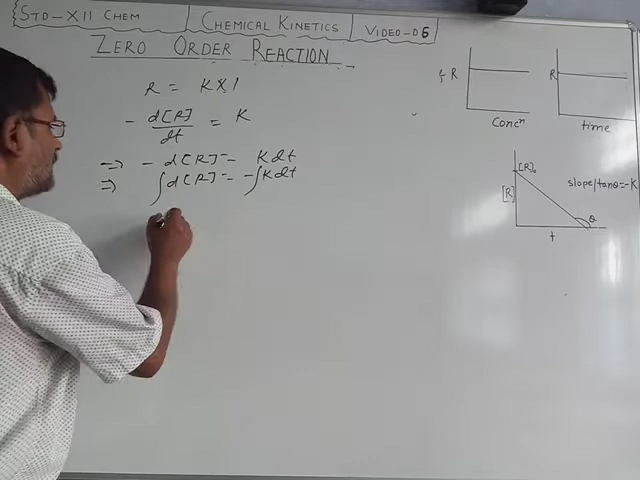 STD-XII CHEM
CHEMICAL KINETICS
VIDEO-06
ZERO ORDER REACTION
R = K X 1
- d[R]/dt = K
⇒ - d[R] = K dt
⇒ ∫d[R] = -∫K dt
R
Concⁿ
R
time
[R]₀
[R]
slope/tanθ=-K
θ
t